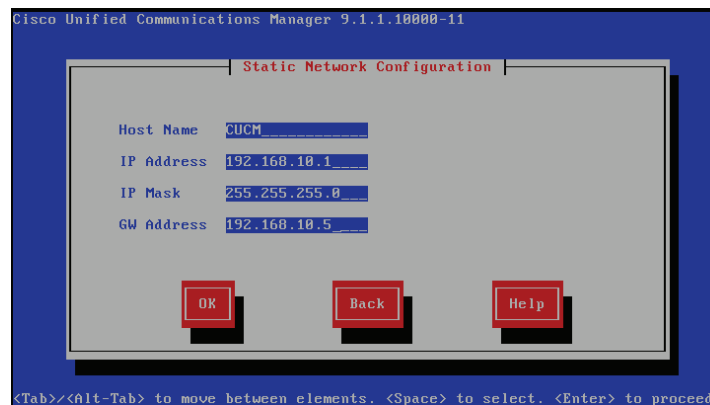 Cisco Unified Communications Manager 9.1.1.10000-11
Static Network Configuration
Host Name CUCM____________
IP Address 192.168.10.1____
IP Mask 255.255.255.0___
GW Address 192.168.10.5____
OK Back Help
<Tab>/<Alt-Tab> to move between elements. <Space> to select. <Enter> to proceed